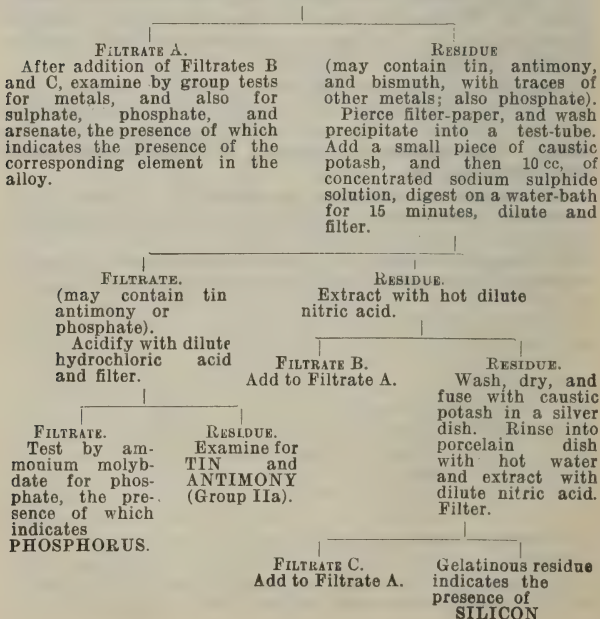 FILTRATE A.
After addition of Filtrates B
and C, examine by group tests
for metals, and also for
sulphate, phosphate, and
arsenate, the presence of which
indicates the presence of the
corresponding element in the
alloy.
RESIDUE
(may contain tin, antimony,
and bismuth, with traces of
other metals; also phosphate).
Pierce filter-paper, and wash
precipitate into a test-tube.
Add a small piece of caustic
potash, and then 10 cc, of
concentrated sodium sulphide
solution, digest on a water-bath
for 15 minutes, dilute and
filter.
FILTRATE.
(may contain tin
antimony or
phosphate).
Acidify with dilute
hydrochloric acid
and filter.
RESIDUE.
Extract with hot dilute
nitric acid.
FILTRATE.
Test by am-
monium molyb-
date for phos-
phate, the pre-
sence of which
indicates
PHOSPHORUS.
RESIDUE.
Examine for
TIN and
ANTIMONY
(Group IIa).
FILTRATE B.
Add to Filtrate A.
RESIDUE.
Wash, dry, and
fuse with caustic
potash in a silver
dish. Rinse into
porcelain dish
with hot water
and extract with
dilute nitric acid.
Filter.
FILTRATE C.
Add to Filtrate A.
Gelatinous residue
indicates the
presence of
SILICON